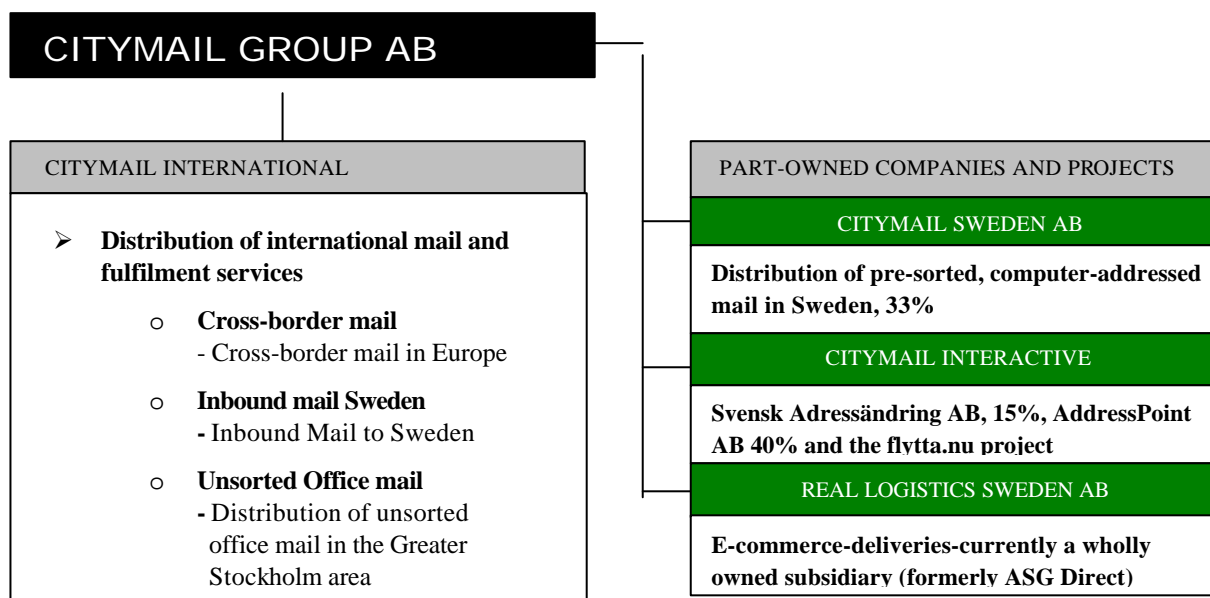 CITYMAIL GROUP AB
CITYMAIL INTERNATIONAL
➢ Distribution of international mail and
fulfilment services
o Cross-border mail
- Cross-border mail in Europe
o Inbound mail Sweden
- Inbound Mail to Sweden
o Unsorted Office mail
- Distribution of unsorted
office mail in the Greater
Stockholm area
PART-OWNED COMPANIES AND PROJECTS
CITYMAIL SWEDEN AB
Distribution of pre-sorted, computer-addressed
mail in Sweden, 33%
CITYMAIL INTERACTIVE
Svensk Adressändring AB, 15%, AddressPoint
AB 40% and the flytta.nu project
REAL LOGISTICS SWEDEN AB
E-commerce-deliveries-currently a wholly
owned subsidiary (formerly ASG Direct)